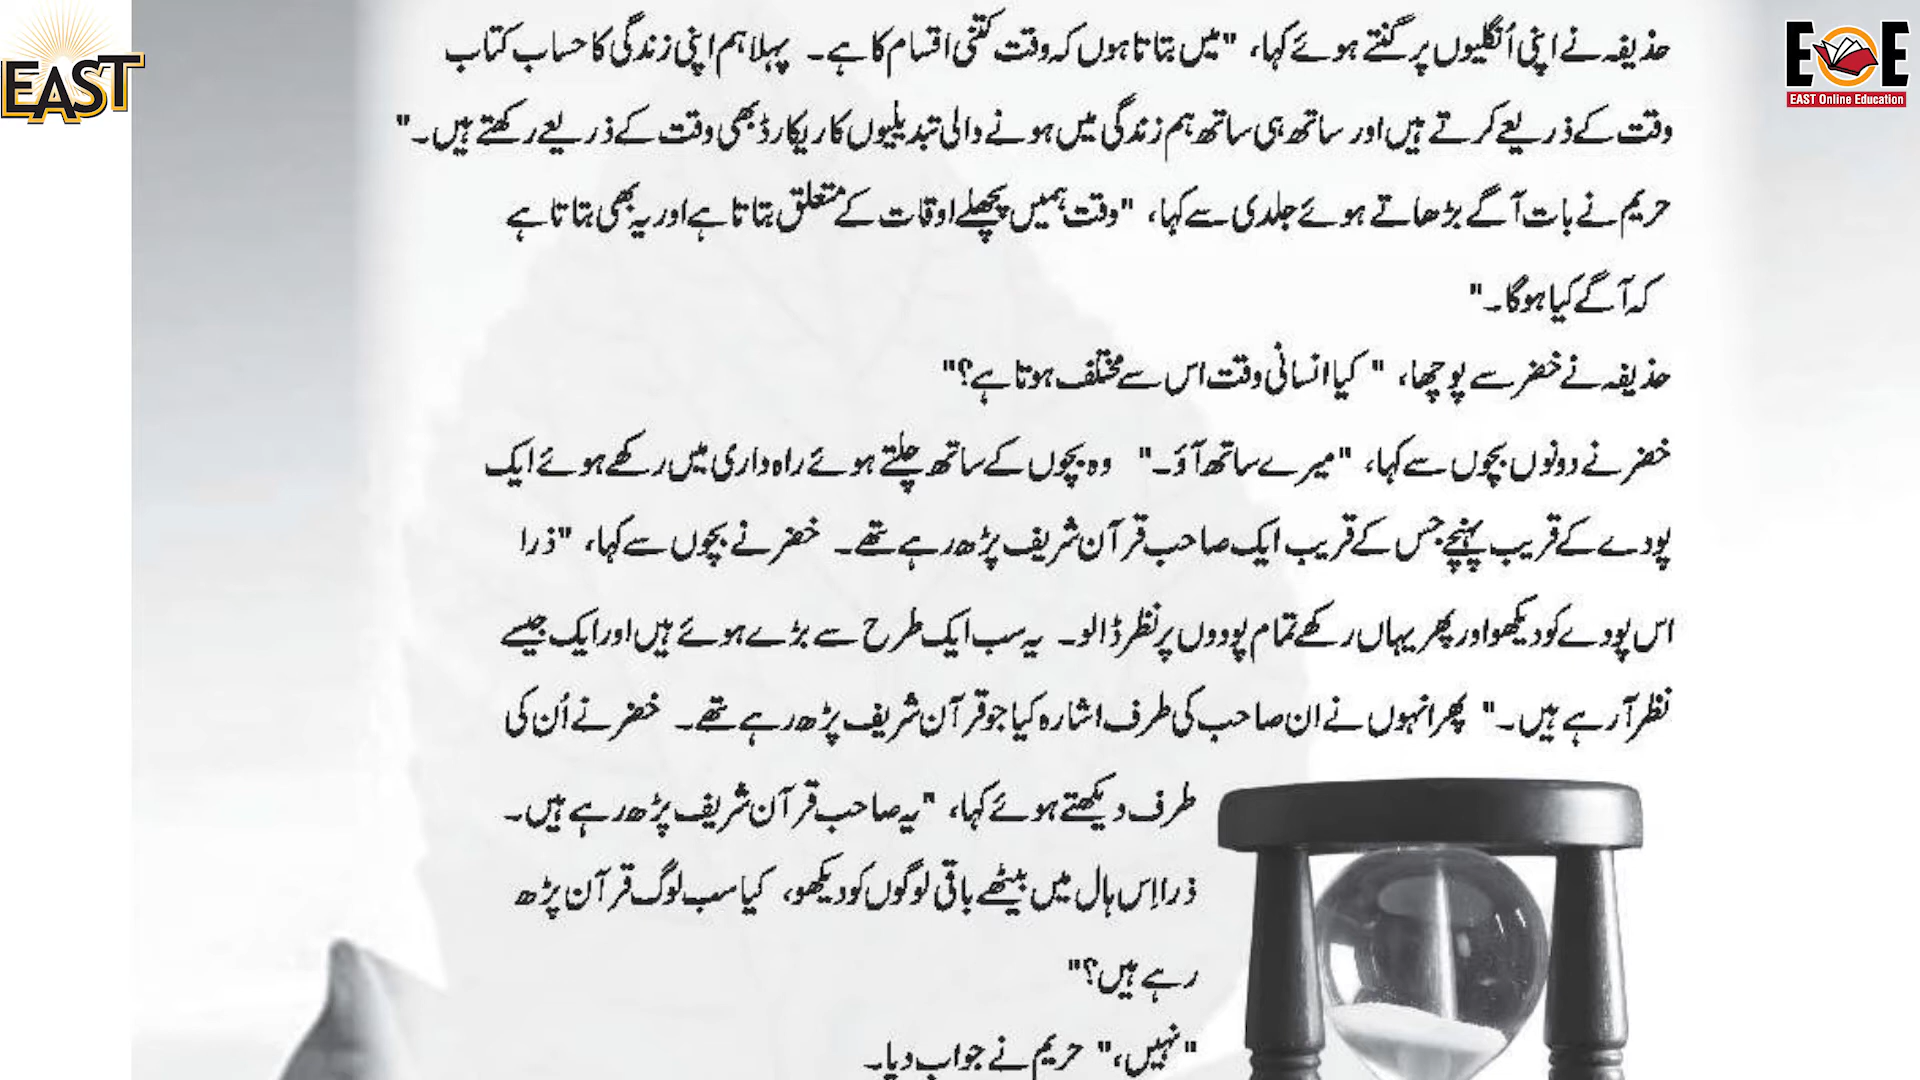 EAST
EOE
EAST Online Education
حذیفہ نے اپنی اُنگلیوں پر گنتے ہوئے کہا، "میں بتاتا ہوں کہ وقت کتنی اقسام کا ہے۔ پہلا ہم اپنی زندگی کا حساب کتاب
وقت کے ذریعے کرتے ہیں اور ساتھ ہی ساتھ ہم زندگی میں ہونے والی تبدیلیوں کا ریکارڈ بھی وقت کے ذریعے رکھتے ہیں۔"
حریم نے بات آگے بڑھاتے ہوئے جلدی سے کہا، "وقت ہمیں پچھلے اوقات کے متعلق بتاتا ہے اور یہ بھی بتاتا ہے
کہ آگے کیا ہوگا۔"
حذیفہ نے خضر سے پوچھا، "کیا انسانی وقت اس سے مختلف ہوتا ہے؟"
خضر نے دونوں بچوں سے کہا، "میرے ساتھ آؤ۔" وہ بچوں کے ساتھ چلتے ہوئے راہ داری میں رکھے ہوئے ایک
پودے کے قریب پہنچے جس کے قریب ایک صاحب قرآن شریف پڑھ رہے تھے۔ خضر نے بچوں سے کہا، "ذرا
اس پودے کو دیکھو اور پھر یہاں رکھے تمام پودوں پر نظر ڈالو۔ یہ سب ایک طرح سے بڑے ہوئے ہیں اور ایک جیسے
نظر آ رہے ہیں۔" پھر انہوں نے ان صاحب کی طرف اشارہ کیا جو قرآن شریف پڑھ رہے تھے۔ خضر نے اُن کی
طرف دیکھتے ہوئے کہا، "یہ صاحب قرآن شریف پڑھ رہے ہیں۔
ذرا اِس ہال میں بیٹھے باقی لوگوں کو دیکھو، کیا سب لوگ قرآن پڑھ
رہے ہیں؟"
"نہیں،" حریم نے جواب دیا۔